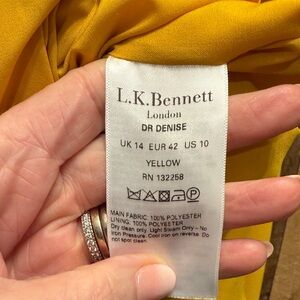 L.K.Bennett
London
DR DENISE
UK 14 EUR 42 US 10
YELLOW
RN 132258
MAIN FABRIC: 100% POLYESTER
LINING: 100% POLYESTER
Dry clean only. Light Steam Only - No
Iron Pressure. Cool iron on reverse. Do
not spot clean.